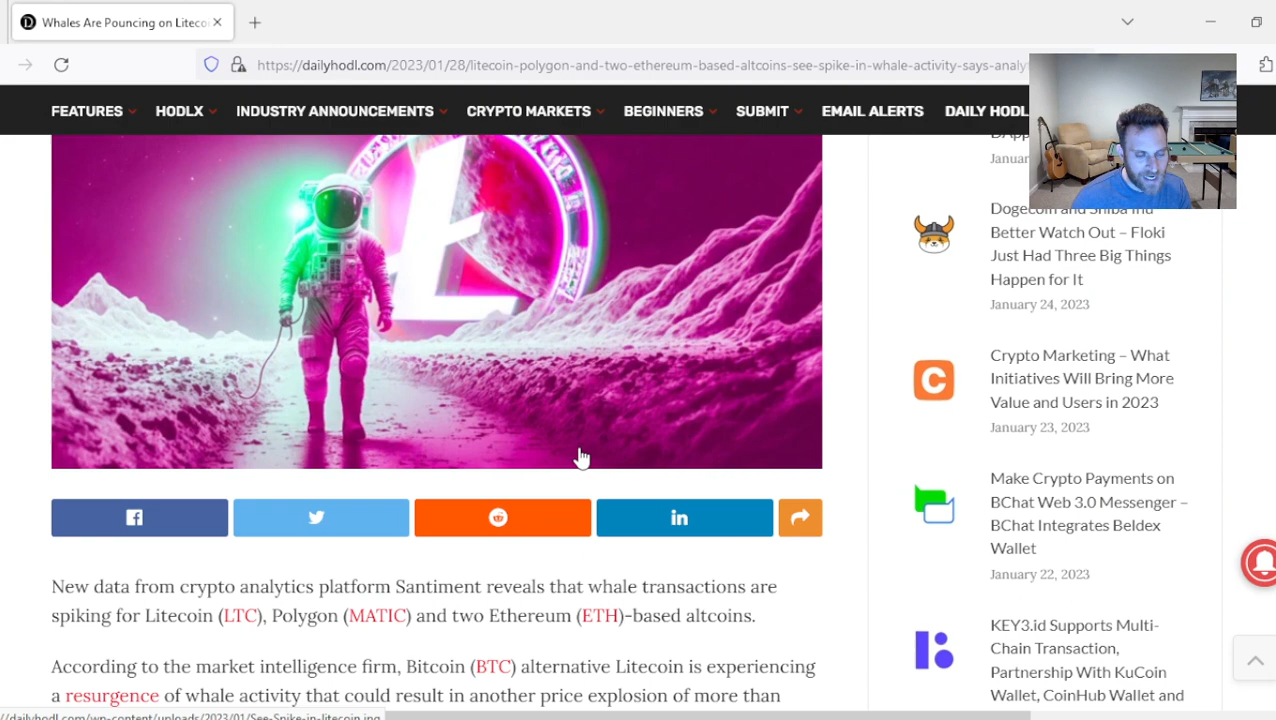 Whales Are Pouncing on Liteco
https://dailyhodl.com/2023/01/28/litecoin-polygon-and-two-ethereum-based-altcoins-see-spike-in-whale-activity-says-analy
FEATURES HODLX INDUSTRY ANNOUNCEMENTS CRYPTO MARKETS BEGINNERS SUBMIT EMAIL ALERTS DAILY HODL
New data from crypto analytics platform Santiment reveals that whale transactions are
spiking for Litecoin (LTC), Polygon (MATIC) and two Ethereum (ETH)-based altcoins.
According to the market intelligence firm, Bitcoin (BTC) alternative Litecoin is experiencing
a resurgence of whale activity that could result in another price explosion of more than
Dogecoin and Shiba Inu
Better Watch Out – Floki
Just Had Three Big Things
Happen for It
January 24, 2023
Crypto Marketing – What
Initiatives Will Bring More
Value and Users in 2023
January 23, 2023
Make Crypto Payments on
BChat Web 3.0 Messenger –
BChat Integrates Beldex
Wallet
January 22, 2023
KEY3.id Supports Multi-
Chain Transaction,
Partnership With KuCoin
Wallet, CoinHub Wallet and
//dailyhodl.com/wp-content/uploads/2023/01/See-Spike-in-litecoin.jpg